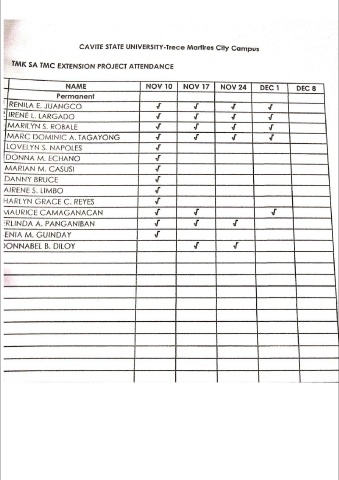 CAVITE STATE UNIVERSITY-Trece Martires City Campus
TMK SA TMC EXTENSION PROJECT ATTENDANCE
NAME NOV 10 NOV 17 NOV 24 DEC 1 DEC 8
Permanent
RENILA E. JUANGCO √ √ √ √
IRENE L. LARGADO √ √ √ √
MARILYN S. ROBALE √ √ √ √
MARC DOMINIC A. TAGAYONG √ √ √ √
LOVELYN S. NAPOLES √
DONNA M. ECHANO √
MARIAN M. CASUSI √
DANNY BRUCE √
AIRENE S. LIMBO √
HARLYN GRACE C. REYES √
MAURICE CAMAGANACAN √ √ √
ERLINDA A. PANGANIBAN √ √ √
ENIA M. GUINDAY √
DONNABEL B. DILOY √ √